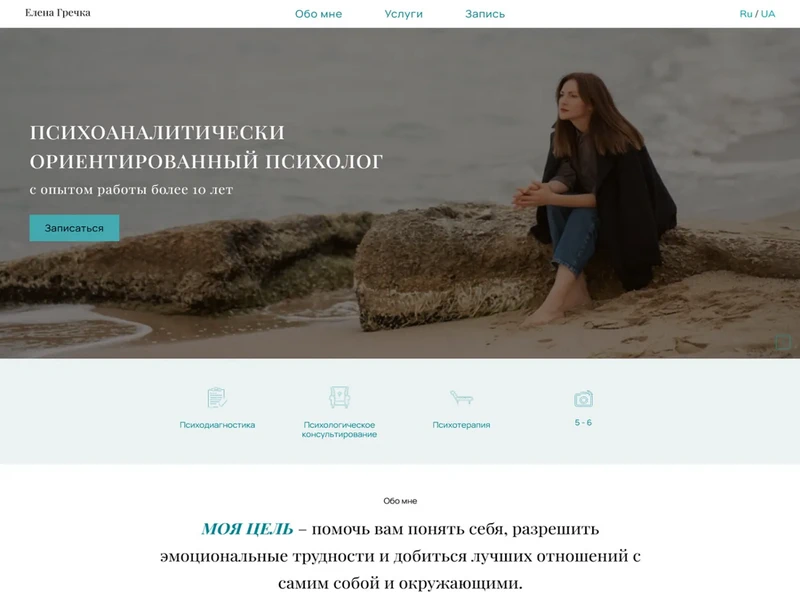 Елена Гречка
Обо мне
Услуги
Запись
Ru / UA
ПСИХОАНАЛИТИЧЕСКИ
ОРИЕНТИРОВАННЫЙ ПСИХОЛОГ
с опытом работы более 10 лет
Записаться
Психодиагностика
Психологическое
консультирование
Психотерапия
5 - 6
Обо мне
МОЯ ЦЕЛЬ – помочь вам понять себя, разрешить
эмоциональные трудности и добиться лучших отношений с
самим собой и окружающими.